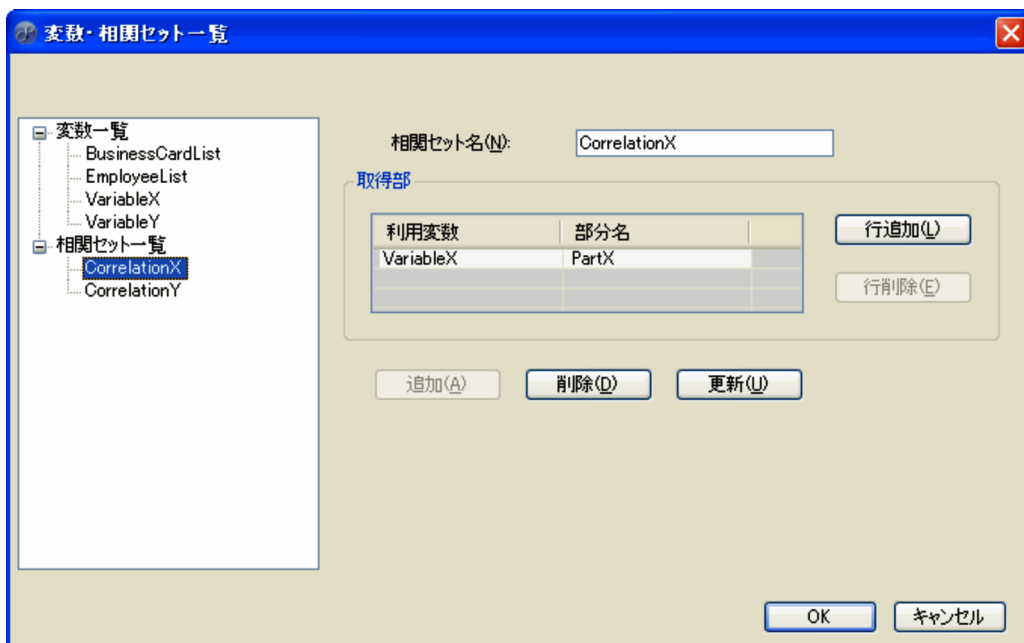 変数・相関セット一覧
変数一覧
BusinessCardList
EmployeeList
VariableX
VariableY
相関セット一覧
CorrelationX
CorrelationY
相関セット名(N):
CorrelationX
取得部
利用変数 部分名
VariableX PartX
行追加(L)
行削除(E)
追加(A) 削除(D) 更新(U)
OK キャンセル